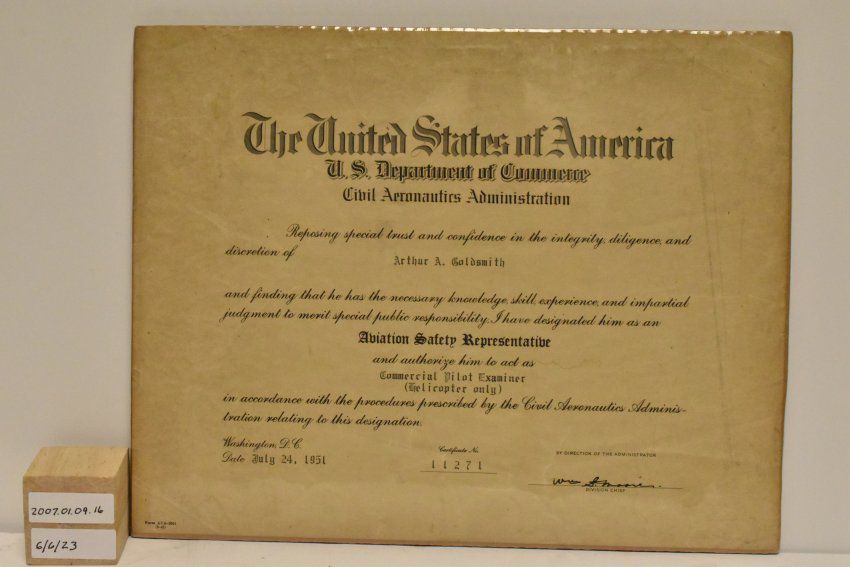 The United States of America
U. S. Department of Commerce
Civil Aeronautics Administration
Reposing special trust and confidence in the integrity, diligence, and
discretion of
Arthur A. Goldsmith
and finding that he has the necessary knowledge, skill, experience, and impartial
judgment to merit special public responsibility, I have designated him as an
Aviation Safety Representative
and authorize him to act as
Commercial Pilot Examiner
(Helicopter only)
in accordance with the procedures prescribed by the Civil Aeronautics Adminis-
tration relating to this designation.
Washington, D.C.
Date July 24, 1951
Certificate No.
11271
BY DIRECTION OF THE ADMINISTRATOR
DIVISION CHIEF
Form
2007.01.09.16
6/6/23